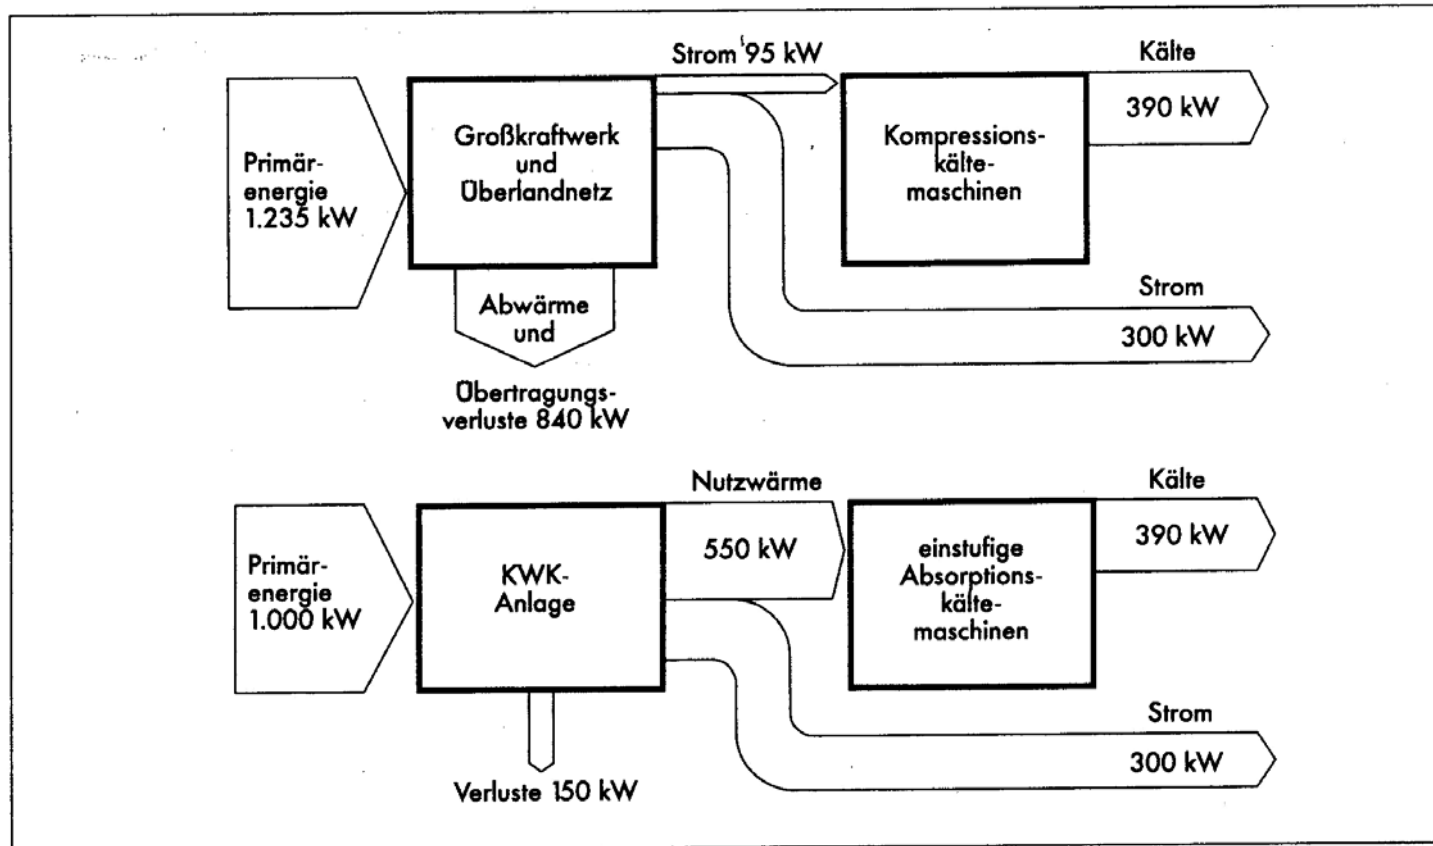 Strom 95 kW
Kälte
390 kW
Primär-
energie
1.235 kW
Großkraftwerk
und
Überlandnetz
Kompressions-
kälte-
maschinen
Strom
300 kW
Abwärme
und
Übertragungs-
verluste 840 kW
Nutzwärme
550 kW
Kälte
390 kW
Primär-
energie
1.000 kW
KWK-
Anlage
einstufige
Absorptions-
kälte-
maschinen
Strom
300 kW
Verluste 150 kW